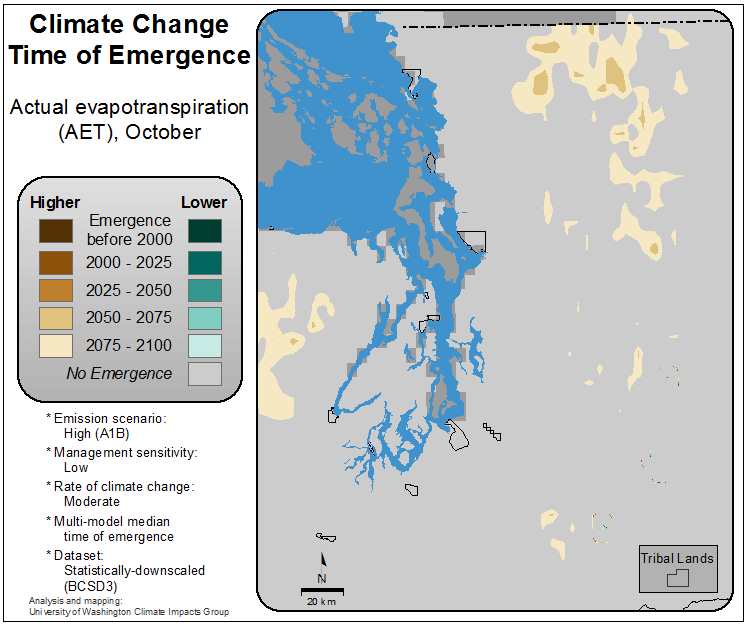 Climate Change
Time of Emergence
Actual evapotranspiration
(AET), October
Higher Lower
Emergence
before 2000
2000 - 2025
2025 - 2050
2050 - 2075
2075 - 2100
No Emergence
* Emission scenario:
High (A1B)
* Management sensitivity:
Low
* Rate of climate change:
Moderate
* Multi-model median
time of emergence
* Dataset:
Statistically-downscaled
(BCSD3)
Analysis and mapping:
University of Washington Climate Impacts Group
N
20 km
Tribal Lands